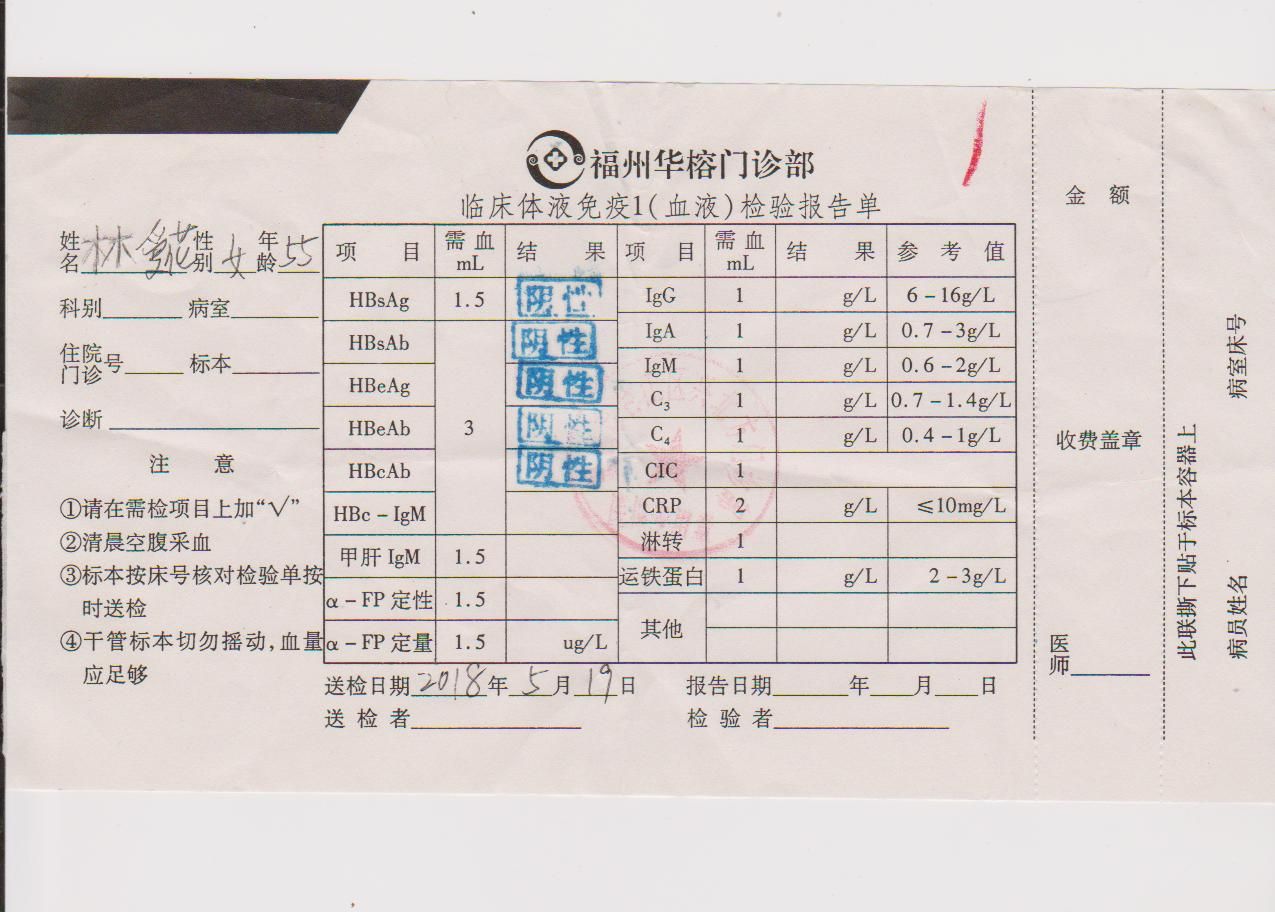 福州华榕门诊部
临床体液免疫1(血液)检验报告单
姓名 林 花 性别 女 年龄 55
科别 病室
住院门诊号 标本
诊断
注 意
①请在需检项目上加“√”
②清晨空腹采血
③标本按床号核对检验单按
时送检
④干管标本切勿摇动,血量
应足够
项 目 需血mL 结 果 项 目 需血mL 结 果 参 考 值
HBsAg 1.5 阴性 IgG 1 g/L 6-16g/L
HBsAb 阴性 IgA 1 g/L 0.7-3g/L
HBeAg 阴性 IgM 1 g/L 0.6-2g/L
C₃ 1 g/L 0.7-1.4g/L
HBeAb 3 阴性 C₄ 1 g/L 0.4-1g/L
HBcAb 阴性 CIC 1
HBc-IgM CRP 2 g/L ≤10mg/L
甲肝 IgM 1.5 淋转 1
α-FP 定性 1.5 运铁蛋白 1 g/L 2-3g/L
α-FP 定量 1.5 ug/L 其他
送检日期 2018 年 5 月 19 日 报告日期 年 月 日
送 检 者 检 验 者
金 额
收费盖章
医师
此联撕下贴于标本容器上
病室床号
病员姓名